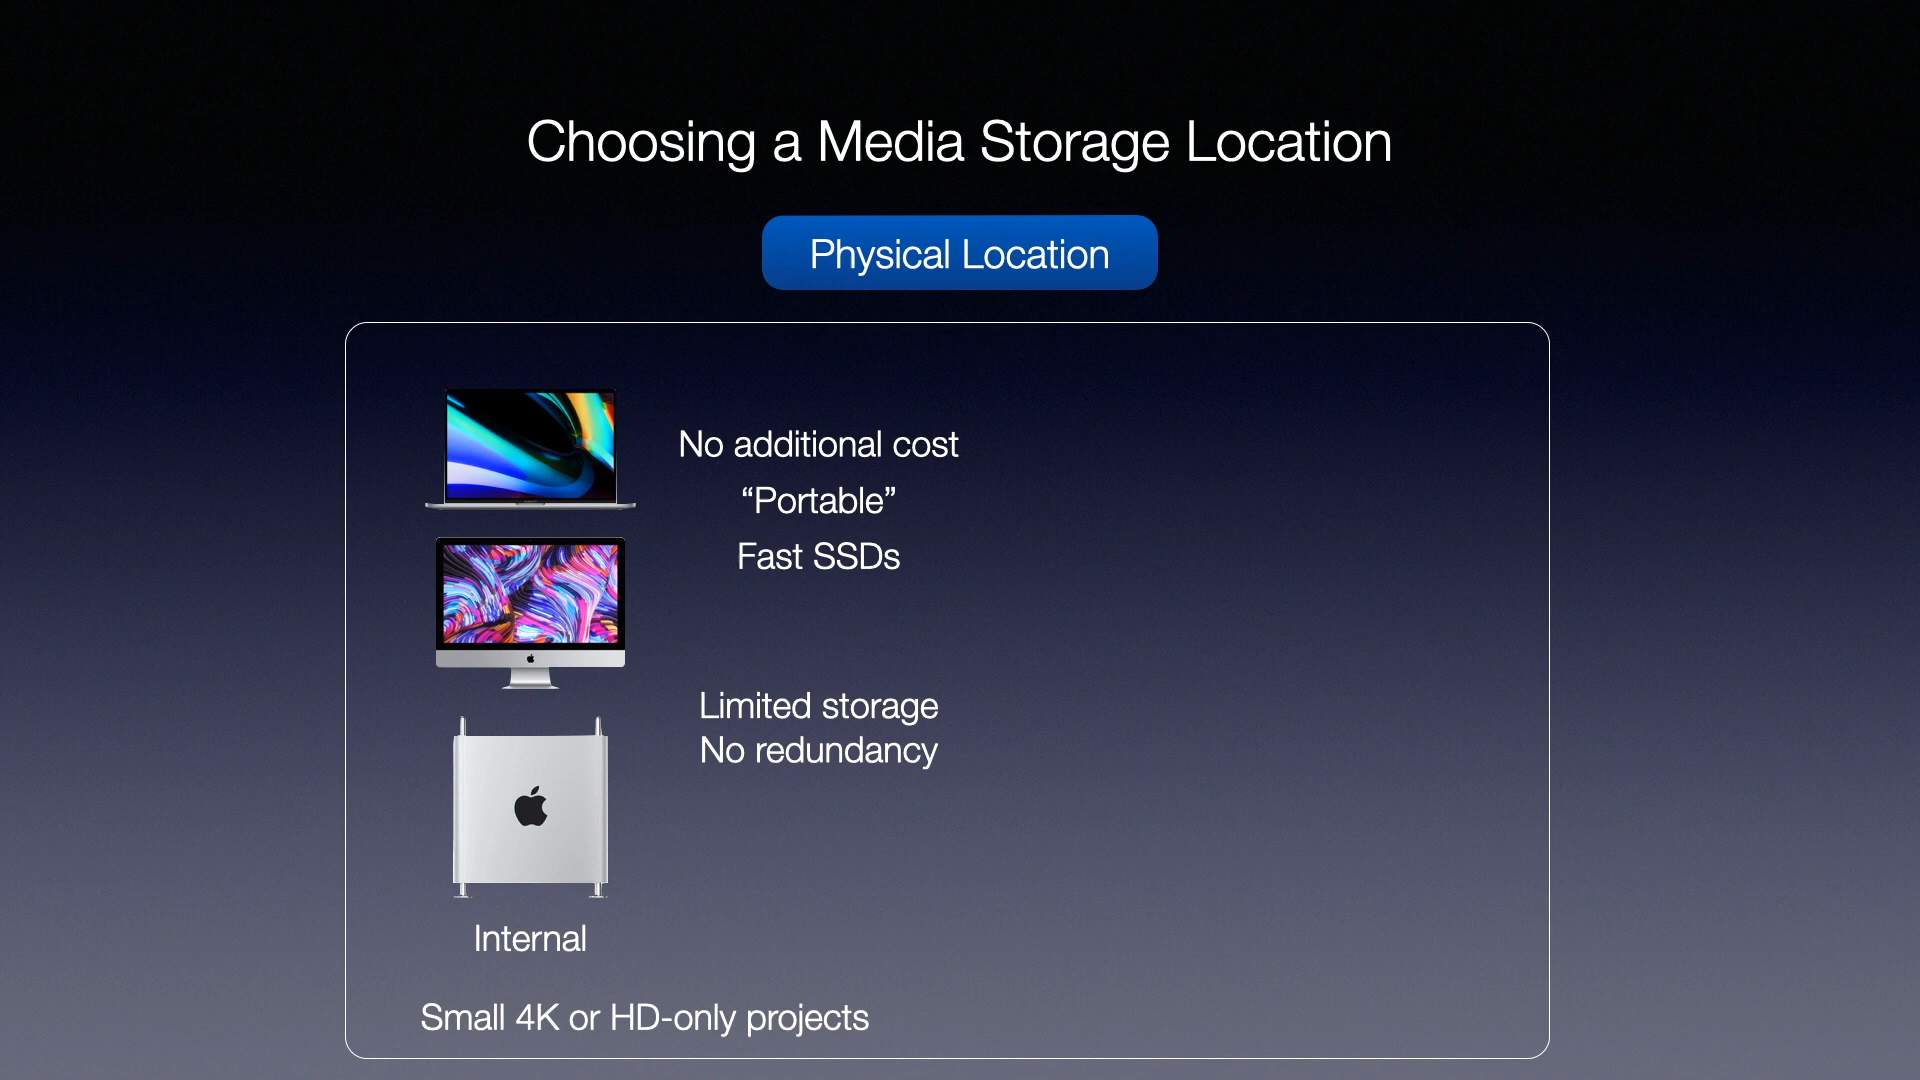 Choosing a Media Storage Location
Physical Location
No additional cost
“Portable”
Fast SSDs
Limited storage
No redundancy
Internal
Small 4K or HD-only projects